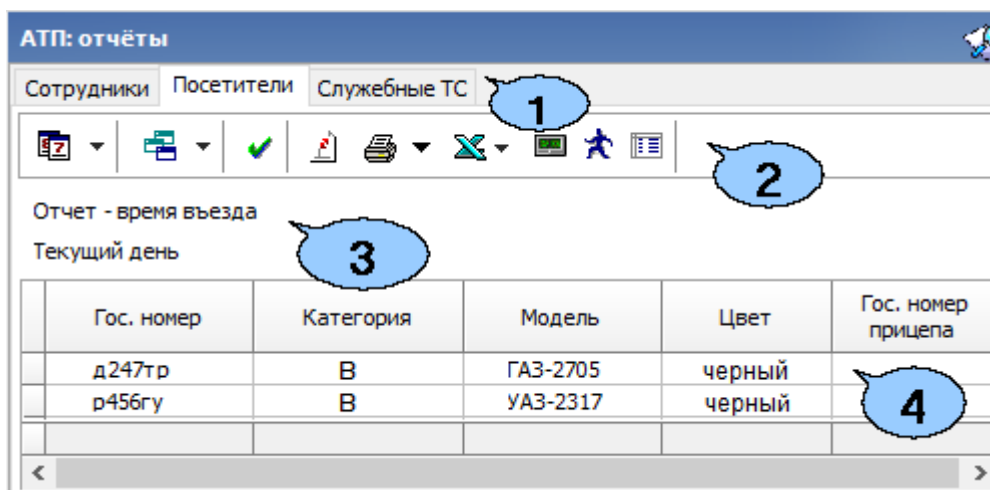 АТП: отчёты
Сотрудники Посетители Служебные ТС
1
2
Отчет - время въезда
3
Текущий день
Гос. номер Категория Модель Цвет Гос. номер прицепа
д247тр B ГАЗ-2705 черный
4
р456гу B УАЗ-2317 черный